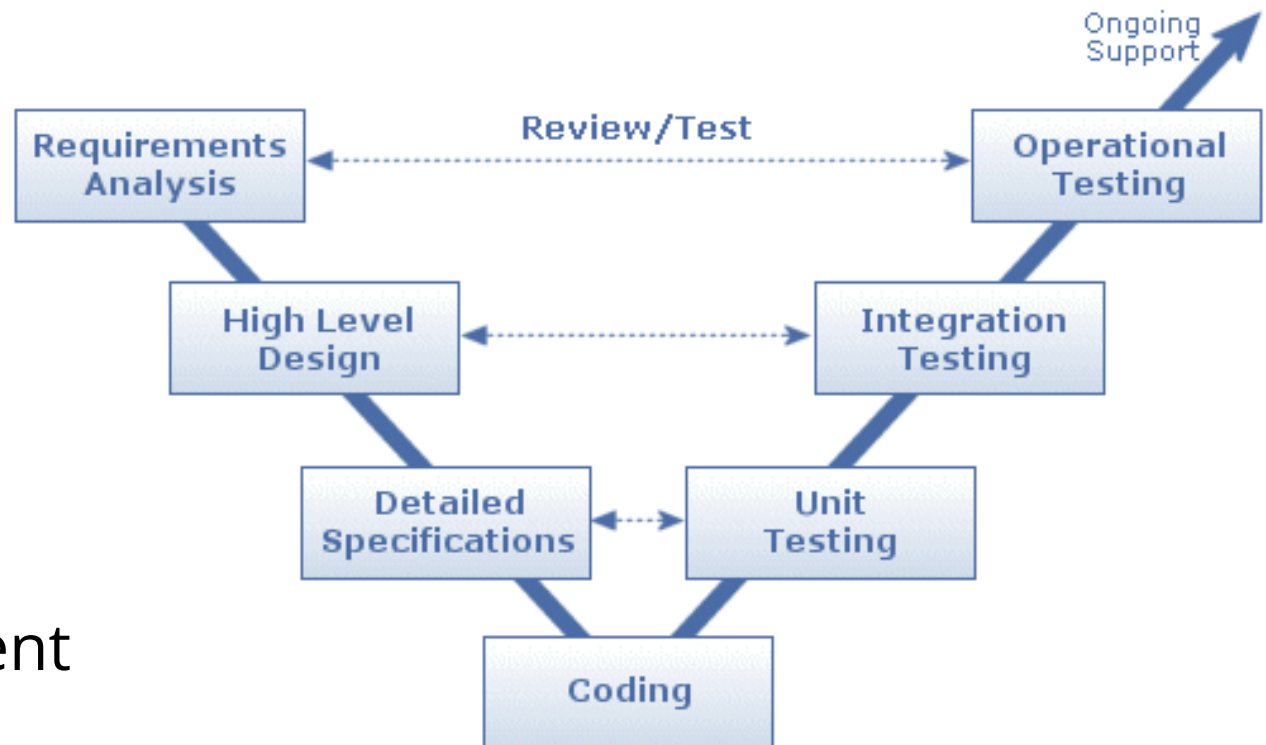 Ongoing
Support
Review/Test
Requirements
Analysis
Operational
Testing
High Level
Design
Integration
Testing
Detailed
Specifications
Unit
Testing
ent
Coding